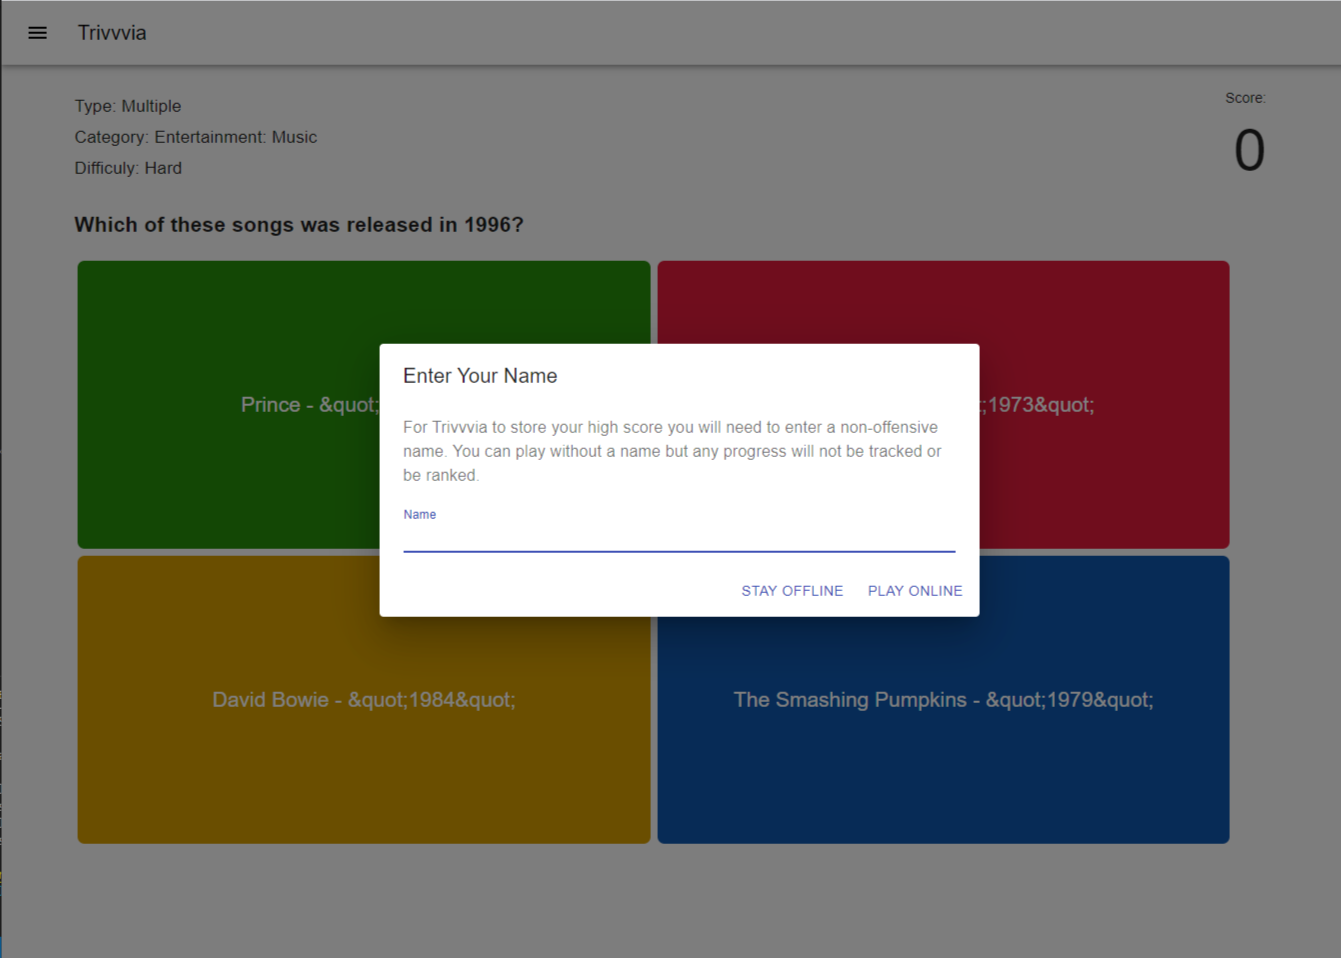 Trivvvia
Type: Multiple
Category: Entertainment: Music
Difficuly: Hard
Score:
0
Which of these songs was released in 1996?
Prince - &quot;
;1973&quot;
Enter Your Name
For Trivvvia to store your high score you will need to enter a non-offensive
name. You can play without a name but any progress will not be tracked or
be ranked.
Name
STAY OFFLINE PLAY ONLINE
David Bowie - &quot;1984&quot;
The Smashing Pumpkins - &quot;1979&quot;